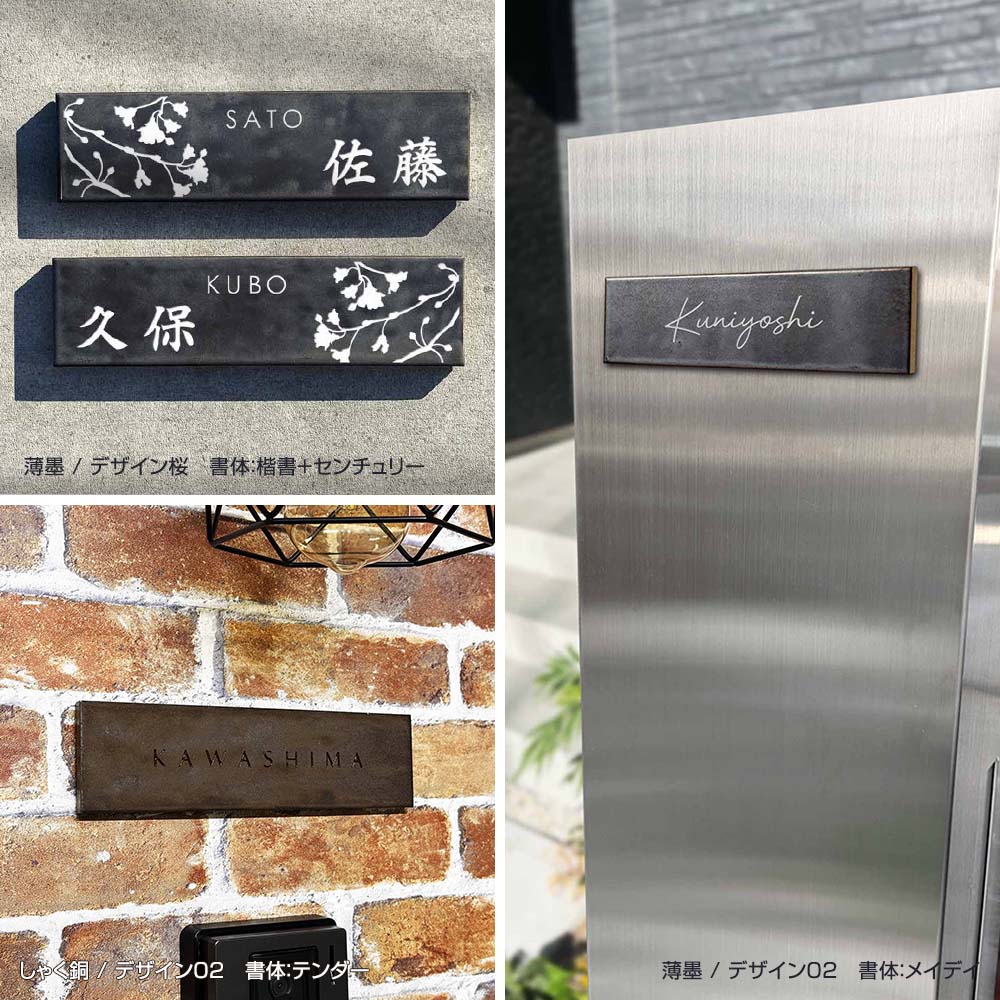 SATO
佐藤
KUBO
久保
薄墨 / デザイン桜　書体:楷書+センチュリー
Kuniyoshi
KAWASHIMA
しゃく銅 / デザイン02　書体:テンダー
薄墨 / デザイン02　書体:メイデイ